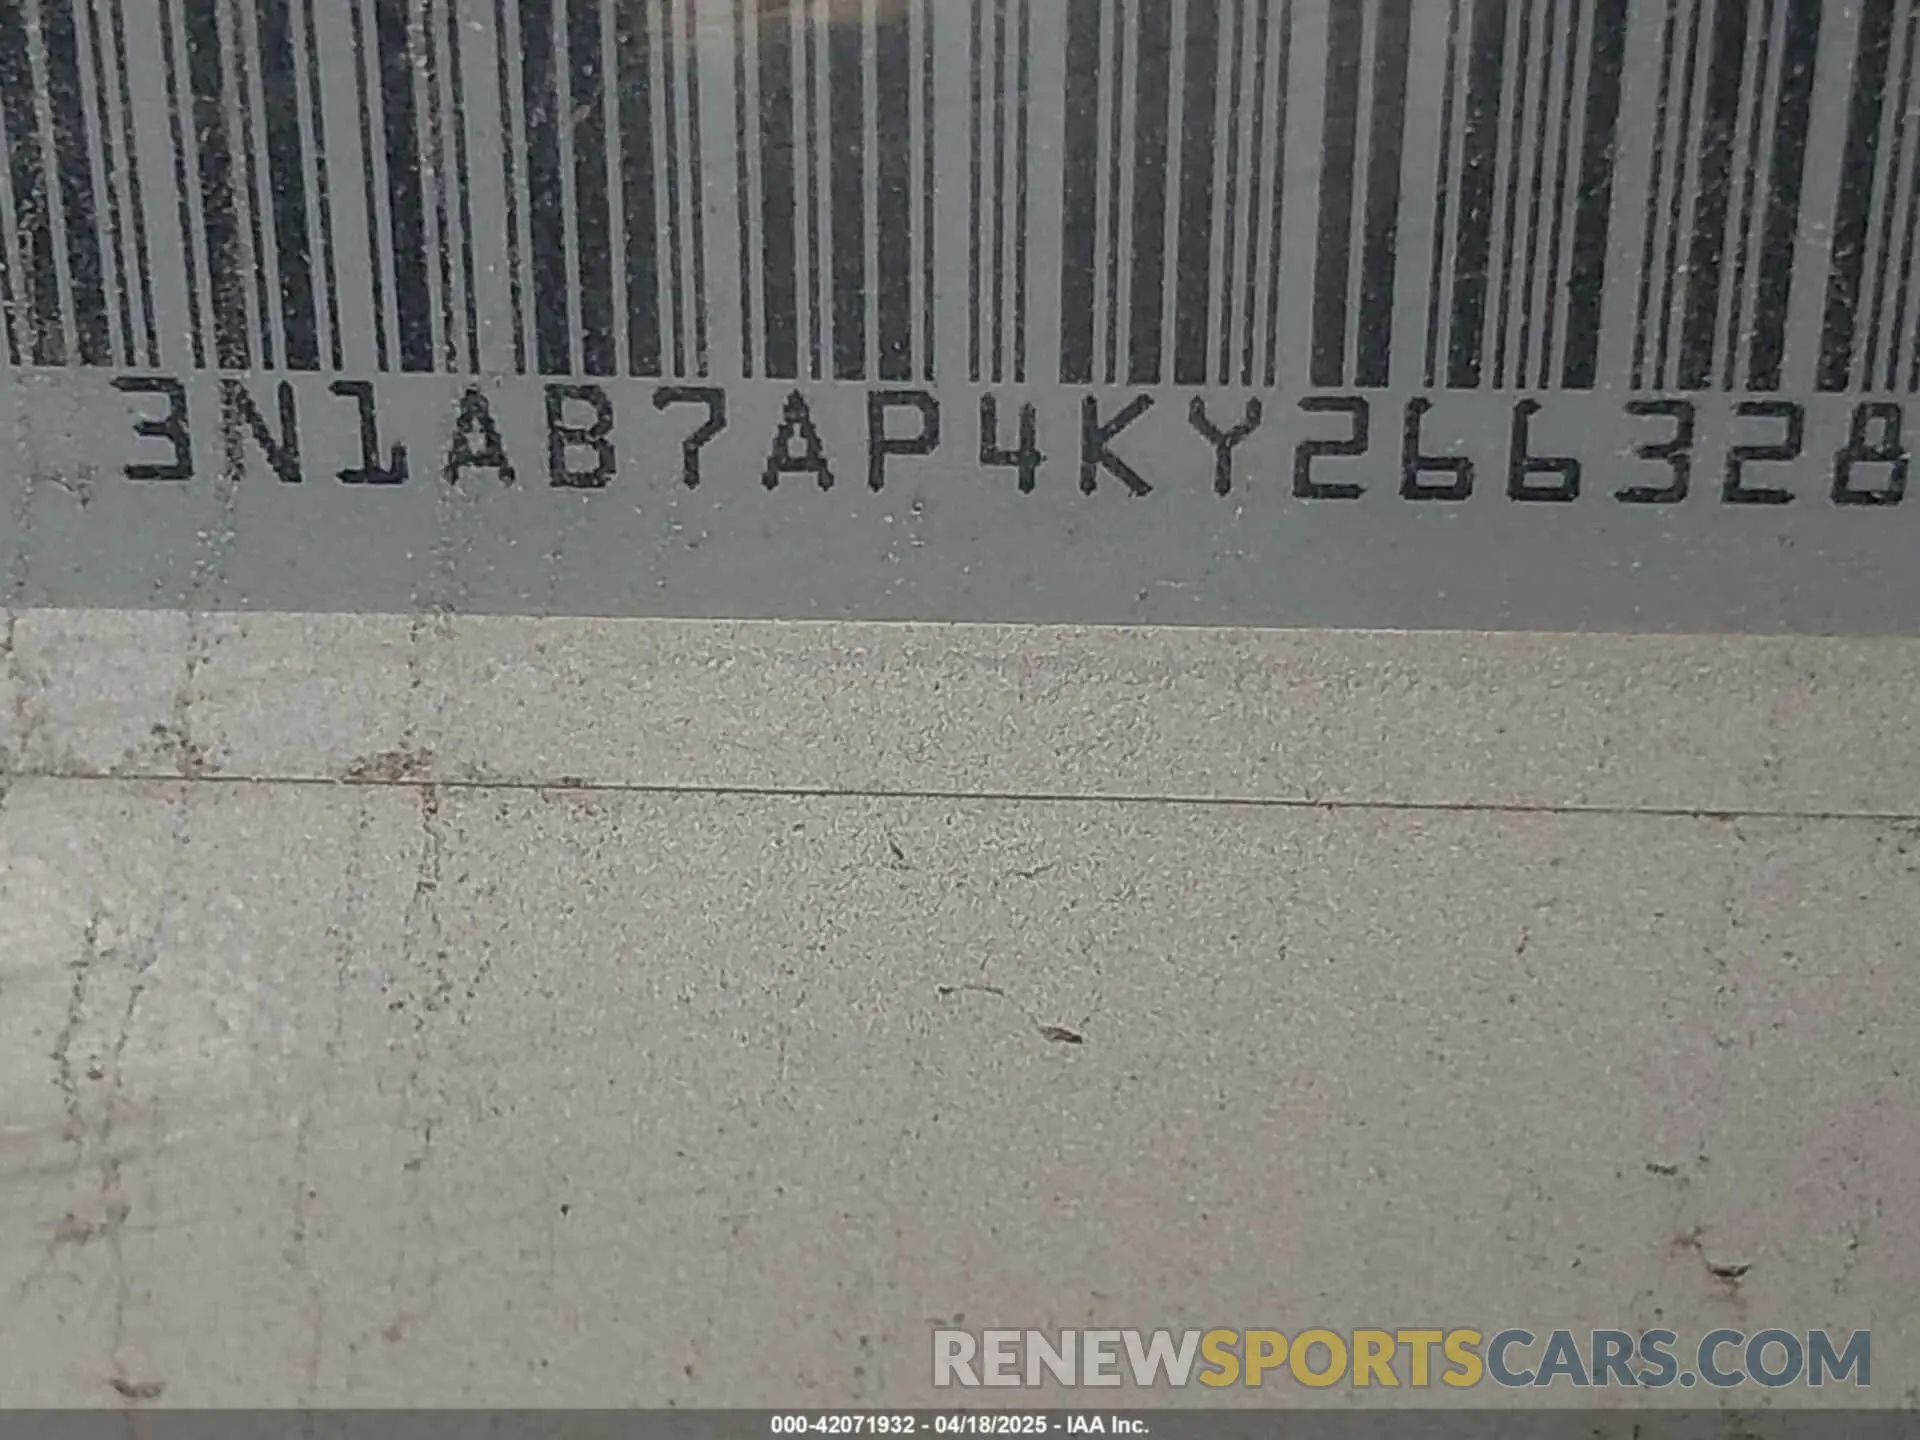 3N1AB7AP4KY266328
RENEWSPORTSCARS.COM
000-42071932 - 04/18/2025 - IAA Inc.